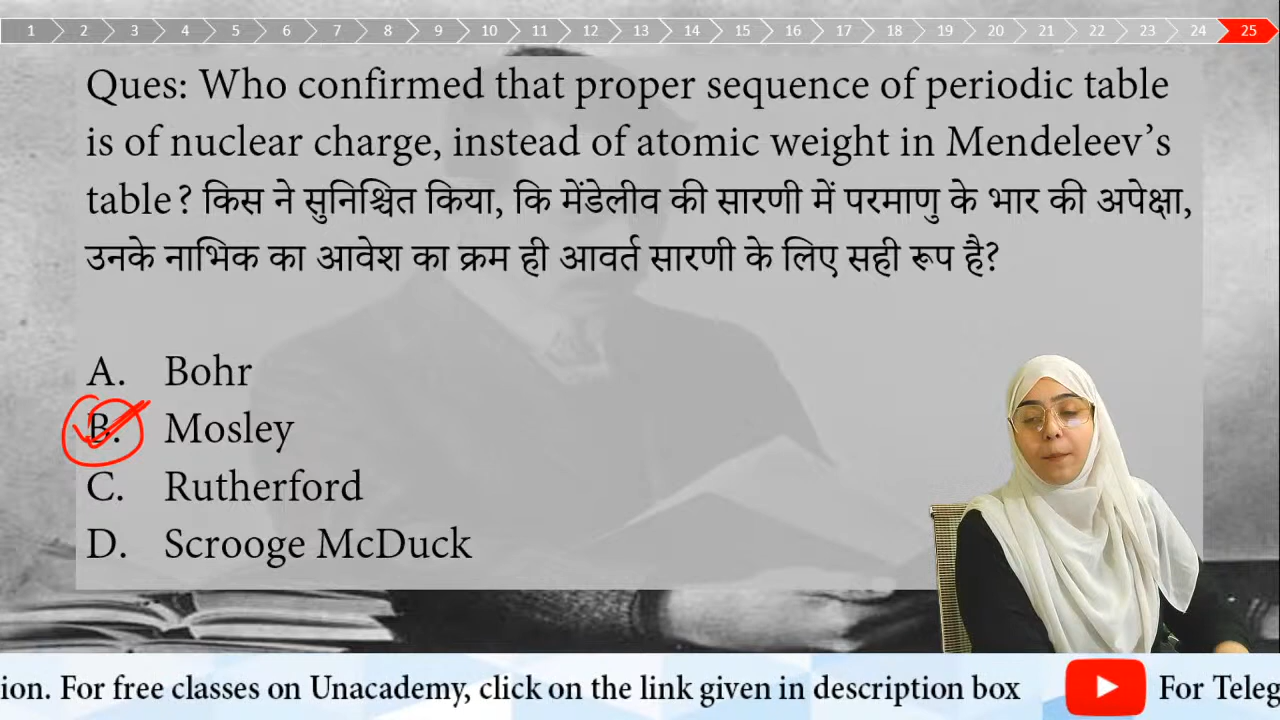 1 2 3 4 5 6 7 8 9 10 11 12 13 14 15 16 17 18 19 20 21 22 23 24 25
Ques: Who confirmed that proper sequence of periodic table
is of nuclear charge, instead of atomic weight in Mendeleev’s
table? किस ने सुनिश्चित किया, कि मेंडेलीव की सारणी में परमाणु के भार की अपेक्षा,
उनके नाभिक का आवेश का क्रम ही आवर्त सारणी के लिए सही रूप है?
A. Bohr
B. Mosley
C. Rutherford
D. Scrooge McDuck
ion. For free classes on Unacademy, click on the link given in description box For Teleg